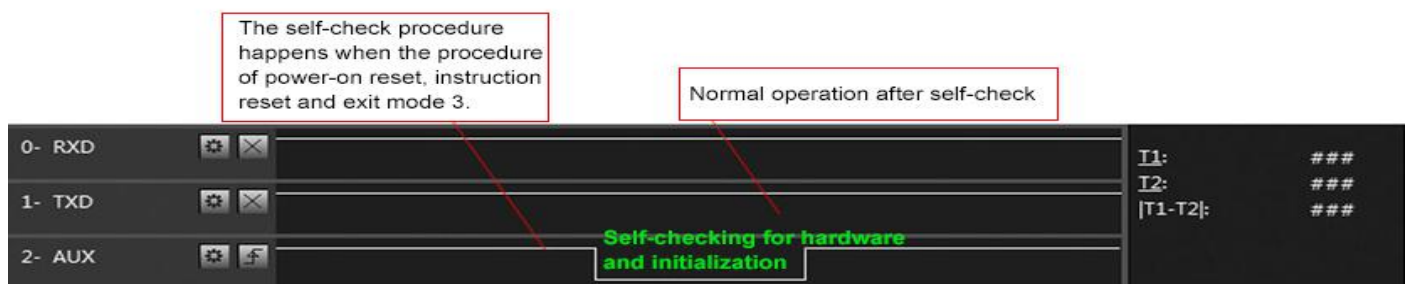 The self-check procedure
happens when the procedure
of power-on reset, instruction
reset and exit mode 3.
Normal operation after self-check
0- RXD
T1: ###
T2: ###
1- TXD
|T1-T2|: ###
Self-checking for hardware
and initialization
2- AUX